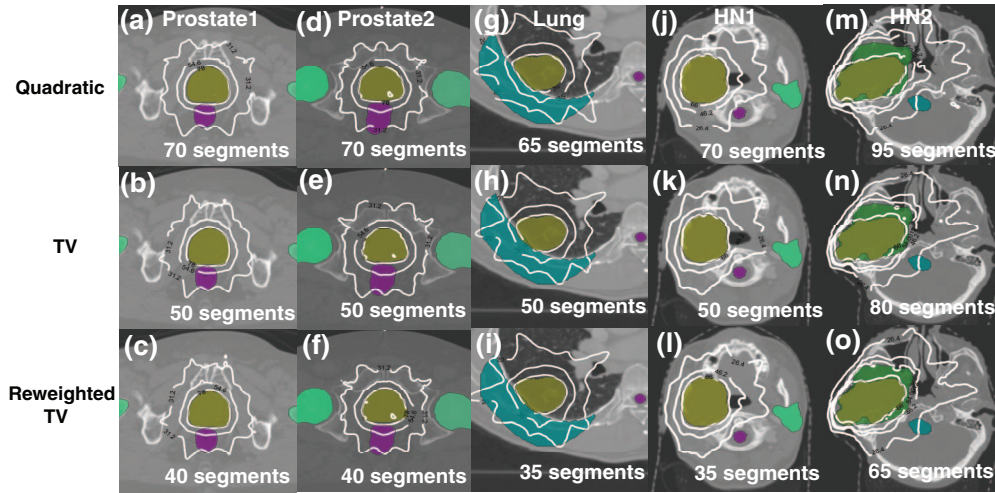 (a) Prostate1 (d) Prostate2 (g) Lung (j) HN1 (m) HN2
Quadratic
70 segments 70 segments 65 segments 70 segments 95 segments
(b) (e) (h) (k) (n)
TV
50 segments 50 segments 50 segments 50 segments 80 segments
(c) (f) (i) (l) (o)
Reweighted
TV
40 segments 40 segments 35 segments 35 segments 65 segments